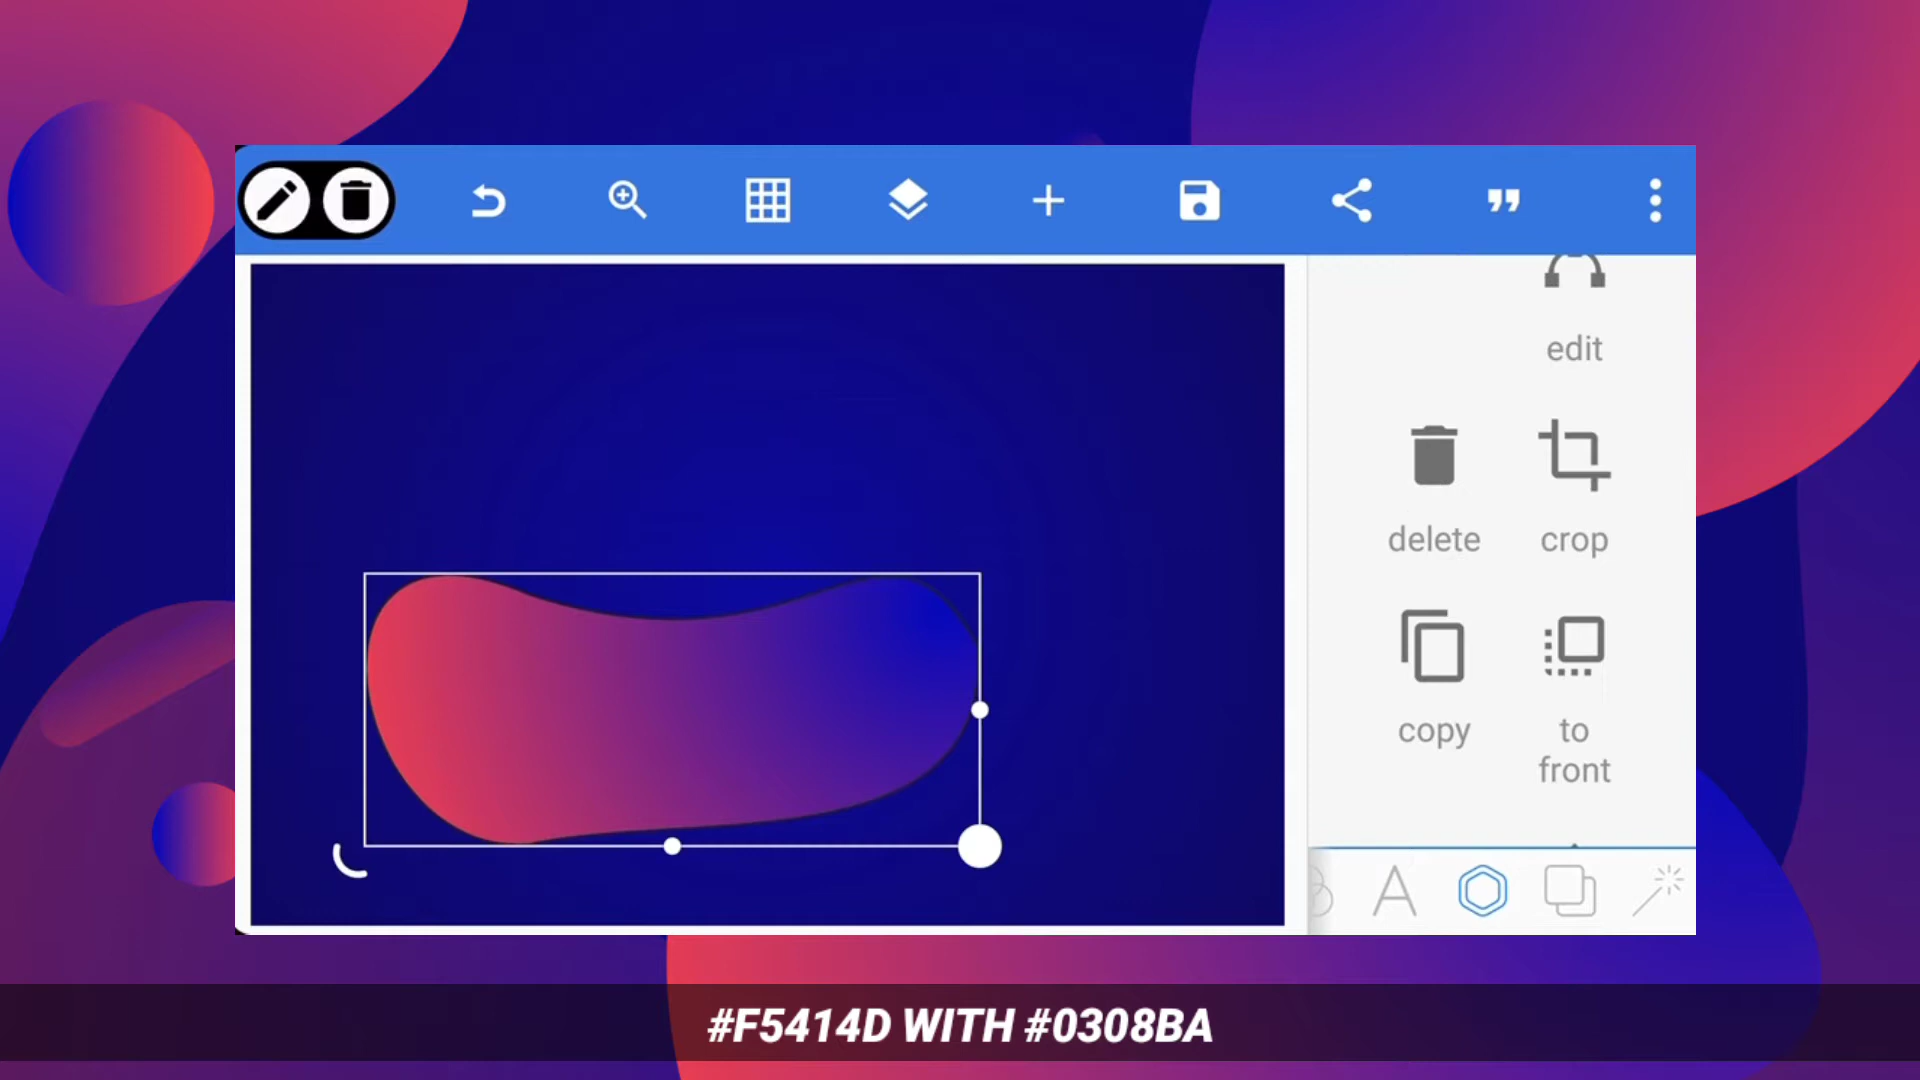 edit
delete
crop
copy
to
front
A
#F5414D WITH #0308BA